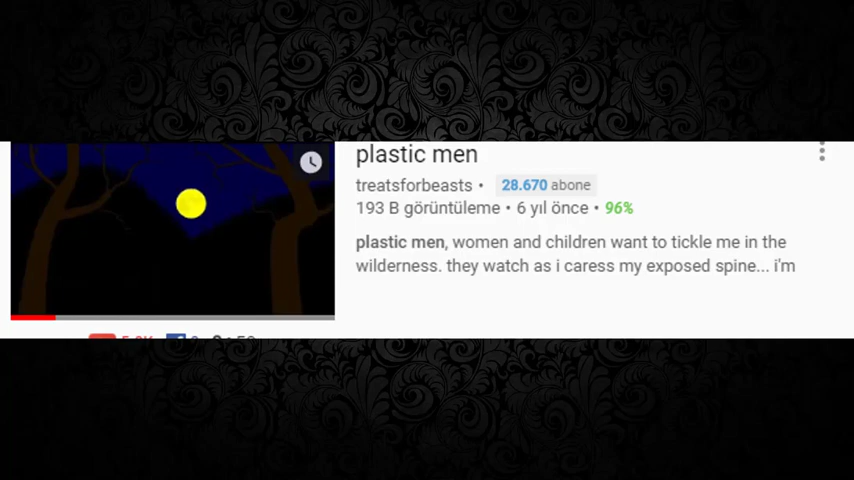 plastic men
treatsforbeasts • 28.670 abone
193 B görüntüleme • 6 yıl önce • 96%
plastic men, women and children want to tickle me in the
wilderness. they watch as i caress my exposed spine... i'm